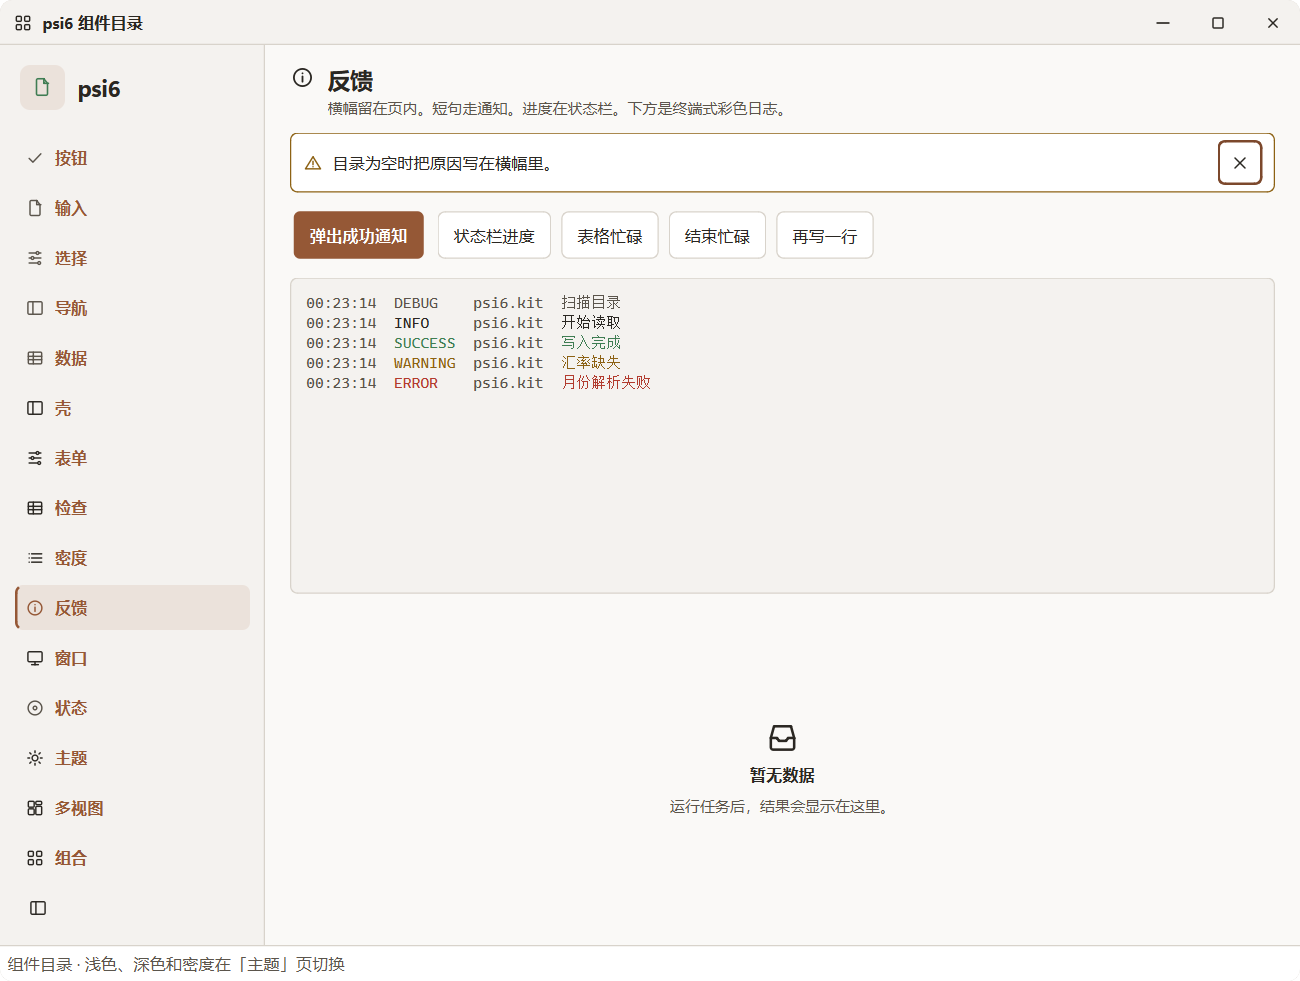 psi6 组件目录
psi6
按钮
输入
选择
导航
数据
壳
表单
检查
密度
反馈
窗口
状态
主题
多视图
组合
反馈
横幅留在页内。短句走通知。进度在状态栏。下方是终端式彩色日志。
目录为空时把原因写在横幅里。
弹出成功通知 状态栏进度 表格忙碌 结束忙碌 再写一行
00:23:14 DEBUG psi6.kit 扫描目录
00:23:14 INFO psi6.kit 开始读取
00:23:14 SUCCESS psi6.kit 写入完成
00:23:14 WARNING psi6.kit 汇率缺失
00:23:14 ERROR psi6.kit 月份解析失败
暂无数据
运行任务后，结果会显示在这里。
组件目录 · 浅色、深色和密度在「主题」页切换